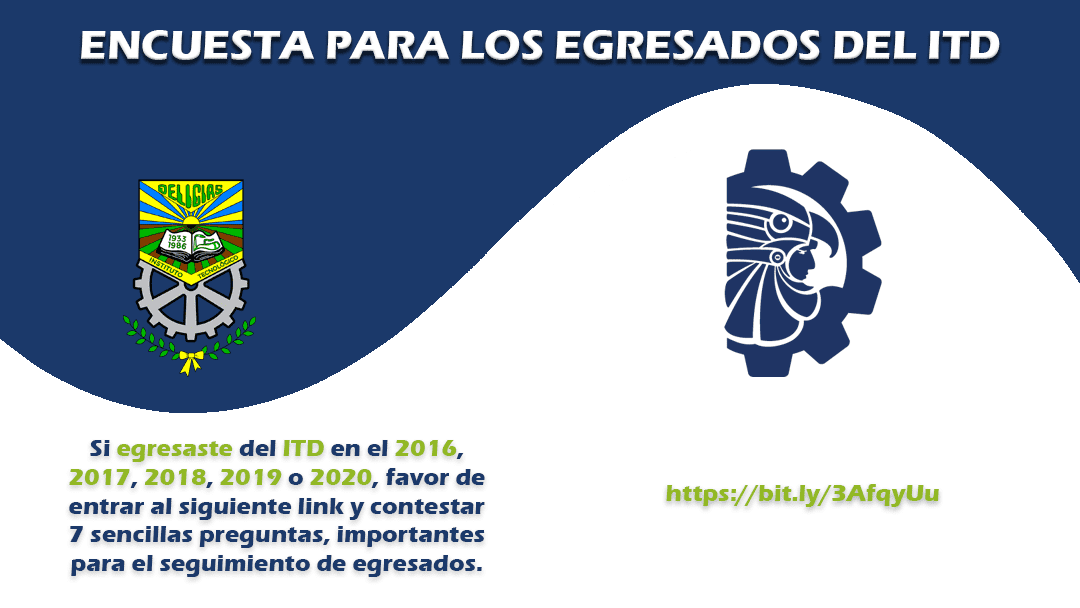 ENCUESTA PARA LOS EGRESADOS DEL ITD
DELICIAS
1933
1986
INSTITUTO TECNOLÓGICO
Si egresaste del ITD en el 2016,
2017, 2018, 2019 o 2020, favor de
entrar al siguiente link y contestar
7 sencillas preguntas, importantes
para el seguimiento de egresados.
https://bit.ly/3AfqyUu